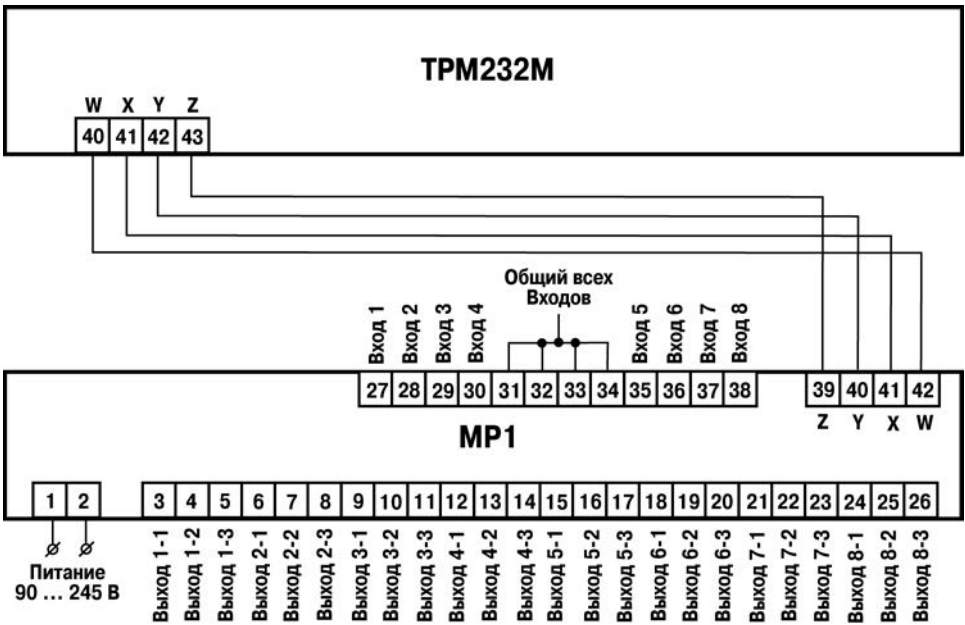 ТРМ232М
W X Y Z
40 41 42 43
Общий всех
Входов
Вход 1
Вход 2
Вход 3
Вход 4
Вход 5
Вход 6
Вход 7
Вход 8
27 28 29 30 31 32 33 34 35 36 37 38
39 40 41 42
Z Y X W
МР1
1 2
3 4 5 6 7 8 9 10 11 12 13 14 15 16 17 18 19 20 21 22 23 24 25 26
Питание
90 ... 245 В
Выход 1-1
Выход 1-2
Выход 1-3
Выход 2-1
Выход 2-2
Выход 2-3
Выход 3-1
Выход 3-2
Выход 3-3
Выход 4-1
Выход 4-2
Выход 4-3
Выход 5-1
Выход 5-2
Выход 5-3
Выход 6-1
Выход 6-2
Выход 6-3
Выход 7-1
Выход 7-2
Выход 7-3
Выход 8-1
Выход 8-2
Выход 8-3